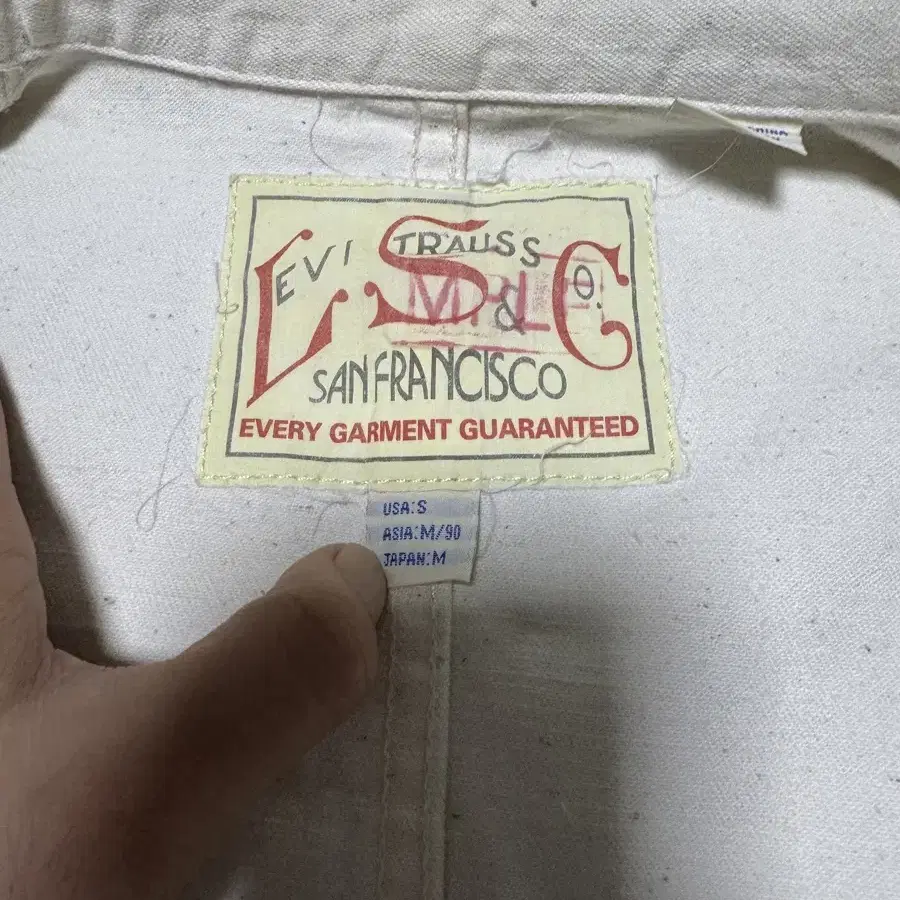 LEVI STRAUSS & CO.
SAN FRANCISCO
EVERY GARMENT GUARANTEED
USA:S
ASIA:M/90
JAPAN:M